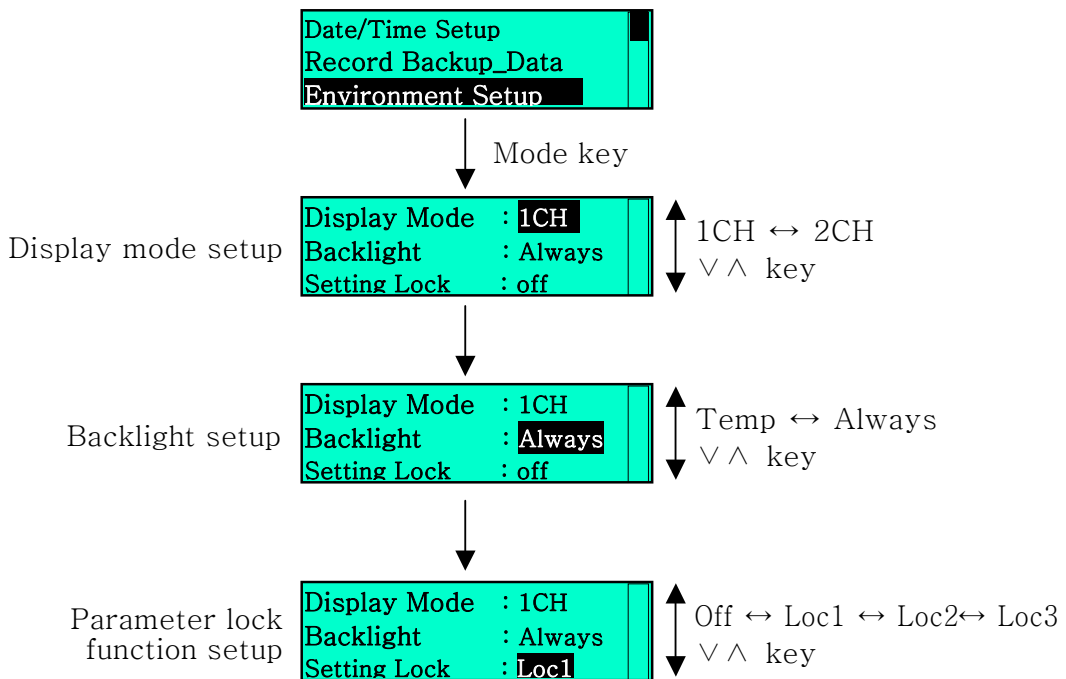 Date/Time Setup
Record Backup_Data
Environment Setup
Mode key
Display mode setup
Display Mode : 1CH
Backlight : Always
Setting Lock : off
1CH ↔ 2CH
∨∧ key
Backlight setup
Display Mode : 1CH
Backlight : Always
Setting Lock : off
Temp ↔ Always
∨∧ key
Parameter lock
function setup
Display Mode : 1CH
Backlight : Always
Setting Lock : Loc1
Off ↔ Loc1 ↔ Loc2↔ Loc3
∨∧ key